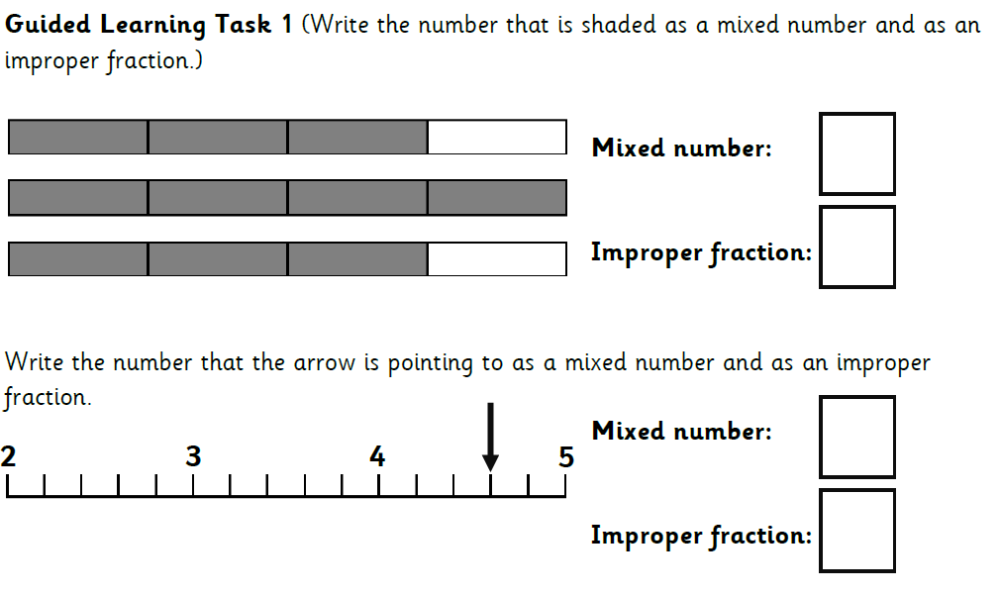 Guided Learning Task 1 (Write the number that is shaded as a mixed number and as an
improper fraction.)
Mixed number:
Improper fraction:
Write the number that the arrow is pointing to as a mixed number and as an improper
fraction.
2 3 4 5
Mixed number:
Improper fraction: